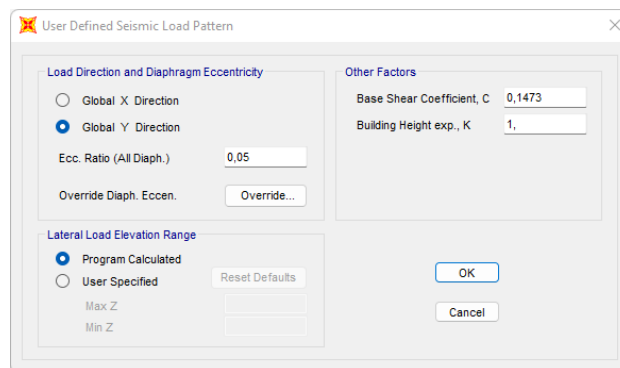 User Defined Seismic Load Pattern
Load Direction and Diaphragm Eccentricity
Global X Direction
Global Y Direction
Ecc. Ratio (All Diaph.) 0,05
Override Diaph. Eccen. Override...
Other Factors
Base Shear Coefficient, C 0,1473
Building Height exp., K 1,
Lateral Load Elevation Range
Program Calculated
User Specified Reset Defaults
Max Z
Min Z
OK
Cancel